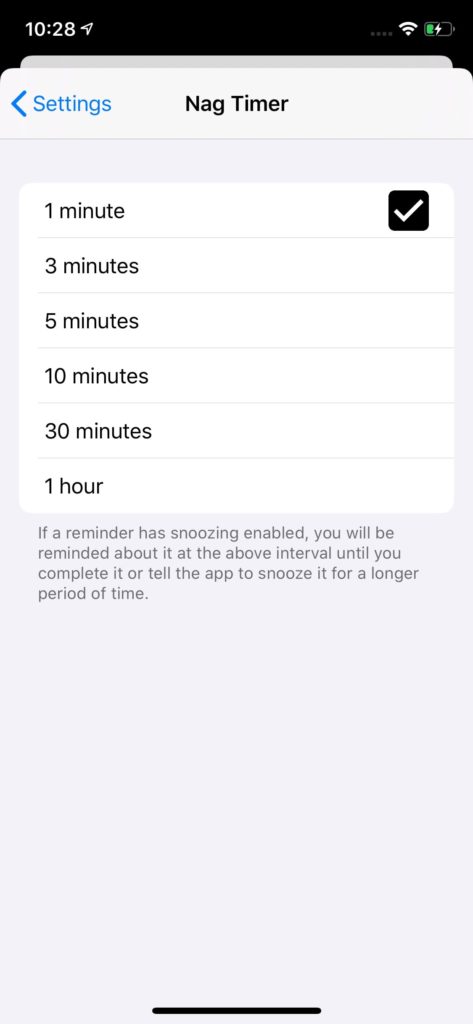 10:28
Settings
Nag Timer
1 minute
3 minutes
5 minutes
10 minutes
30 minutes
1 hour
If a reminder has snoozing enabled, you will be
reminded about it at the above interval until you
complete it or tell the app to snooze it for a longer
period of time.